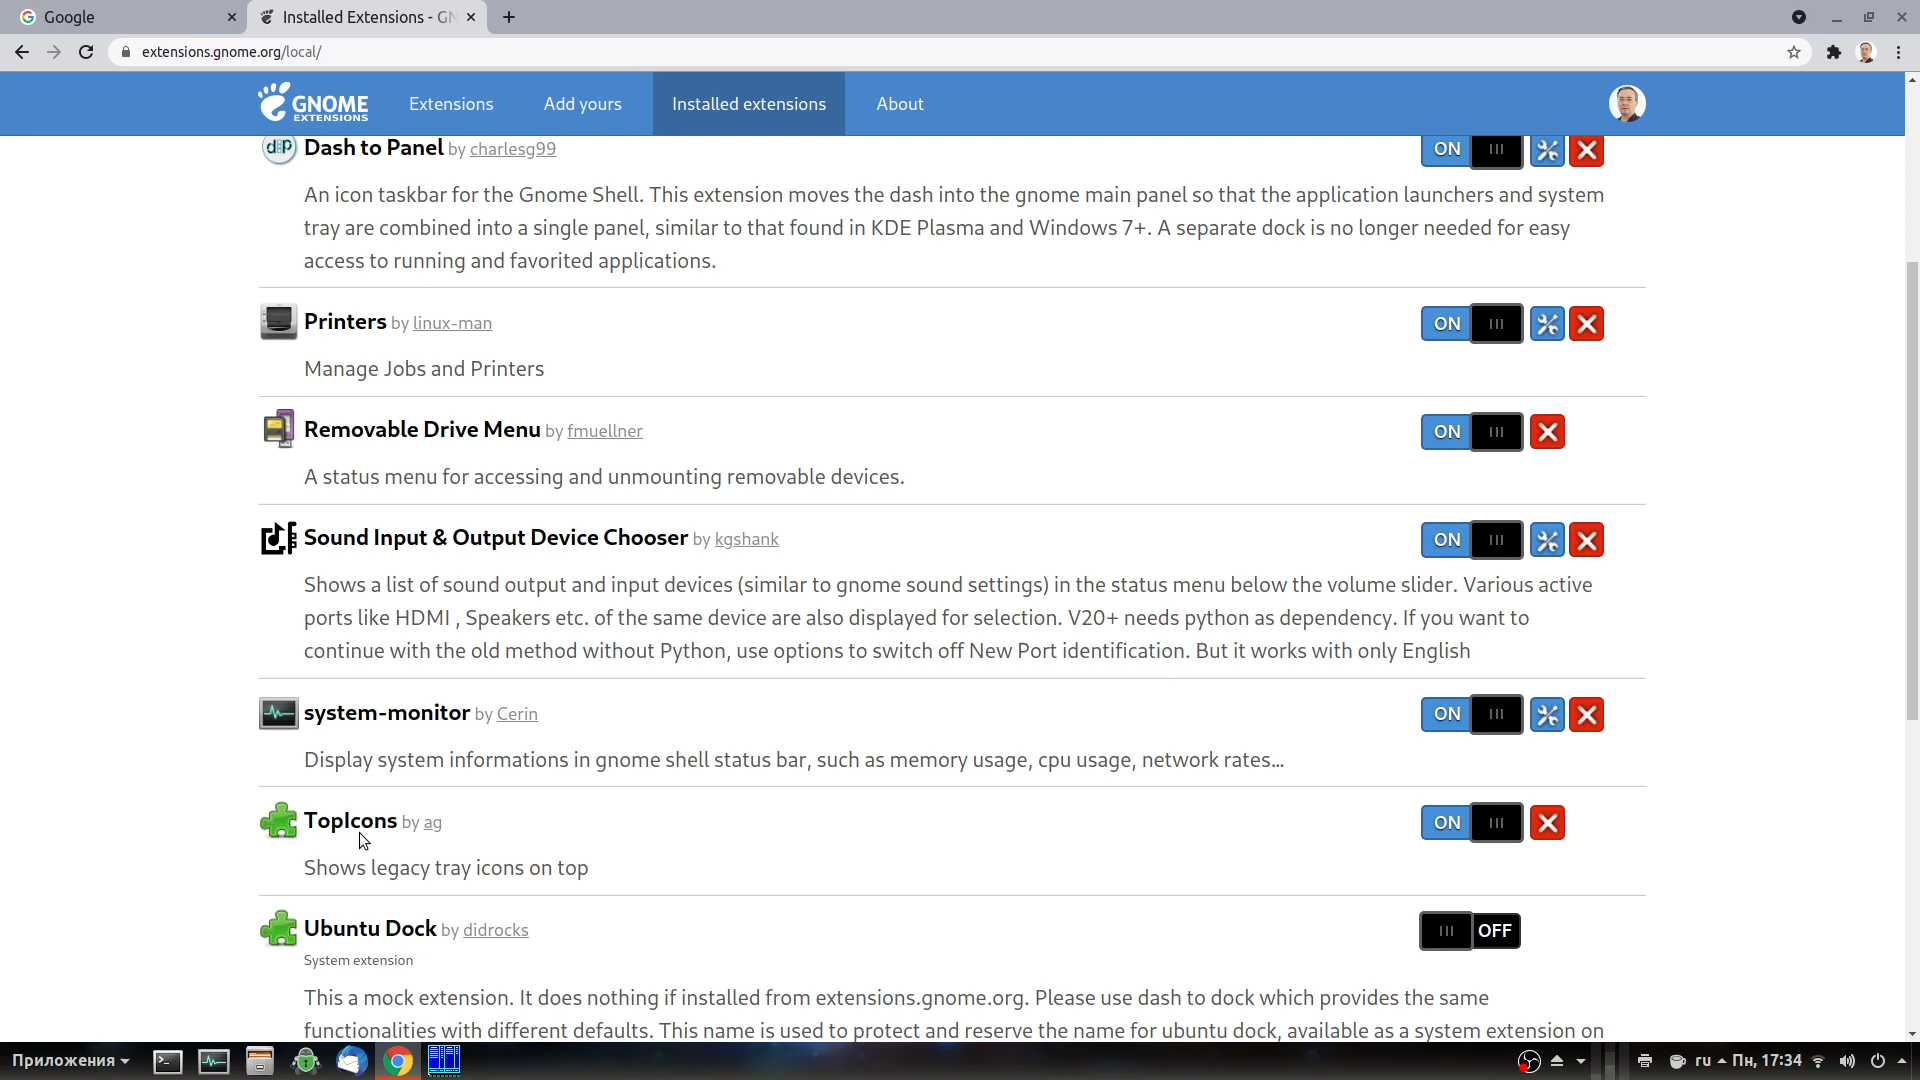 Google
Installed Extensions - GN
extensions.gnome.org/local/
GNOME
EXTENSIONS
Extensions
Add yours
Installed extensions
About
Dash to Panel by charlesg99
ON
An icon taskbar for the Gnome Shell. This extension moves the dash into the gnome main panel so that the application launchers and system
tray are combined into a single panel, similar to that found in KDE Plasma and Windows 7+. A separate dock is no longer needed for easy
access to running and favorited applications.
Printers by linux-man
ON
Manage Jobs and Printers
Removable Drive Menu by fmuellner
ON
A status menu for accessing and unmounting removable devices.
Sound Input & Output Device Chooser by kgshank
ON
Shows a list of sound output and input devices (similar to gnome sound settings) in the status menu below the volume slider. Various active
ports like HDMI , Speakers etc. of the same device are also displayed for selection. V20+ needs python as dependency. If you want to
continue with the old method without Python, use options to switch off New Port identification. But it works with only English
system-monitor by Cerin
ON
Display system informations in gnome shell status bar, such as memory usage, cpu usage, network rates...
TopIcons by ag
ON
Shows legacy tray icons on top
Ubuntu Dock by didrocks
OFF
System extension
This a mock extension. It does nothing if installed from extensions.gnome.org. Please use dash to dock which provides the same
functionalities with different defaults. This name is used to protect and reserve the name for ubuntu dock, available as a system extension on
Приложения
ru
Пн, 17:34